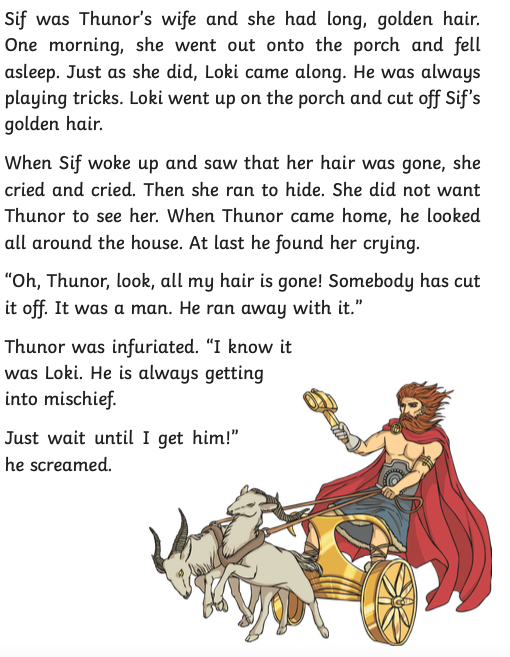 Sif was Thunor's wife and she had long, golden hair.
One morning, she went out onto the porch and fell
asleep. Just as she did, Loki came along. He was always
playing tricks. Loki went up on the porch and cut off Sif's
golden hair.
When Sif woke up and saw that her hair was gone, she
cried and cried. Then she ran to hide. She did not want
Thunor to see her. When Thunor came home, he looked
all around the house. At last he found her crying.
“Oh, Thunor, look, all my hair is gone! Somebody has cut
it off. It was a man. He ran away with it.”
Thunor was infuriated. “I know it
was Loki. He is always getting
into mischief.
Just wait until I get him!”
he screamed.